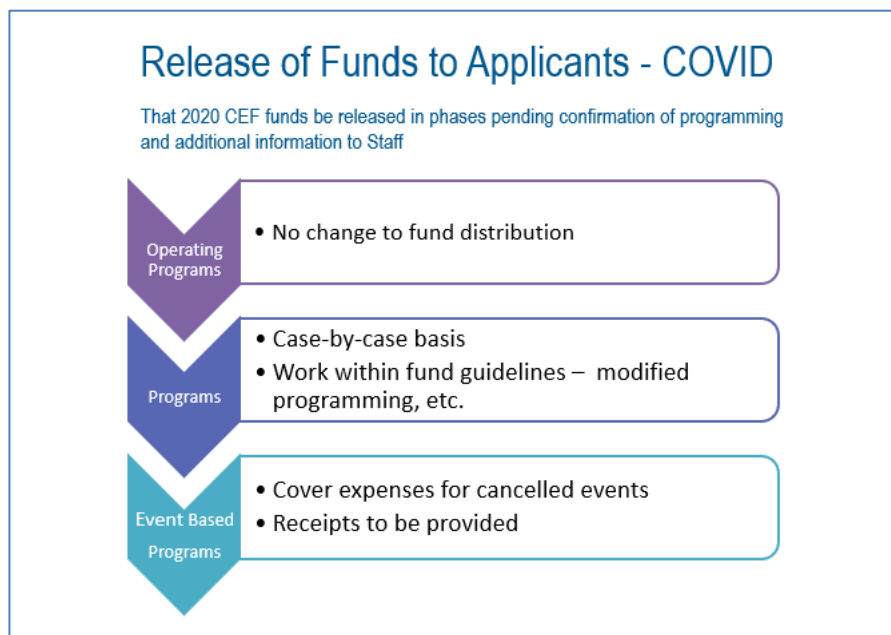 Release of Funds to Applicants - COVID
That 2020 CEF funds be released in phases pending confirmation of programming
and additional information to Staff
Operating
Programs
• No change to fund distribution
Programs
• Case-by-case basis
• Work within fund guidelines – modified
programming, etc.
Event Based
Programs
• Cover expenses for cancelled events
• Receipts to be provided